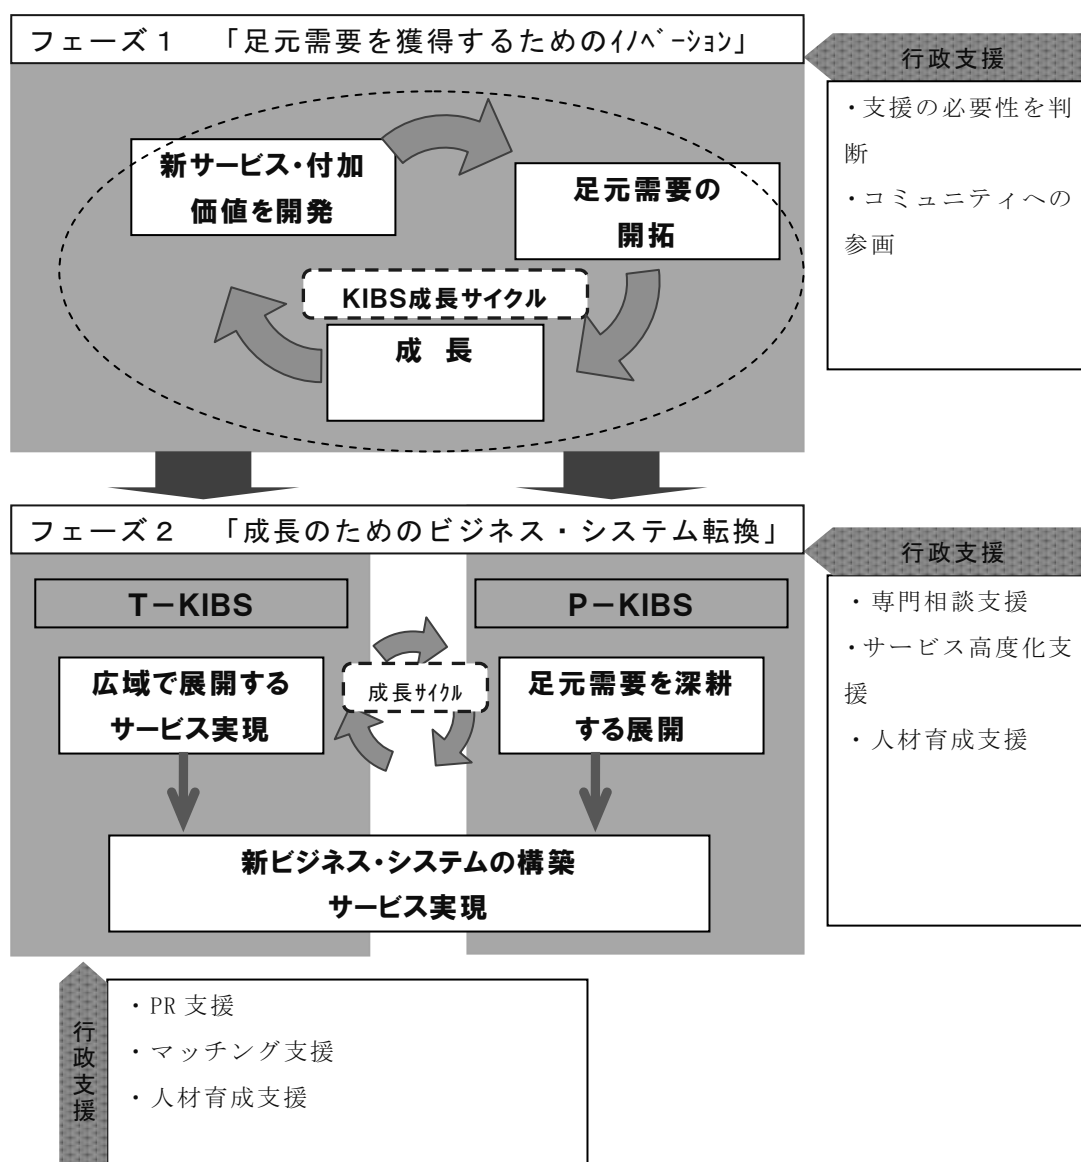 フェーズ１　「足元需要を獲得するためのｲﾉﾍﾞｰｼｮﾝ」
行政支援
・支援の必要性を判
断
・コミュニティへの
参画
新サービス・付加
価値を開発
足元需要の
開拓
KIBS成長サイクル
成　長
フェーズ２　「成長のためのビジネス・システム転換」
行政支援
・専門相談支援
・サービス高度化支
援
・人材育成支援
T－KIBS
P－KIBS
広域で展開する
サービス実現
成長ｻｲｸﾙ
足元需要を深耕
する展開
新ビジネス・システムの構築
サービス実現
行政支援
・PR 支援
・マッチング支援
・人材育成支援